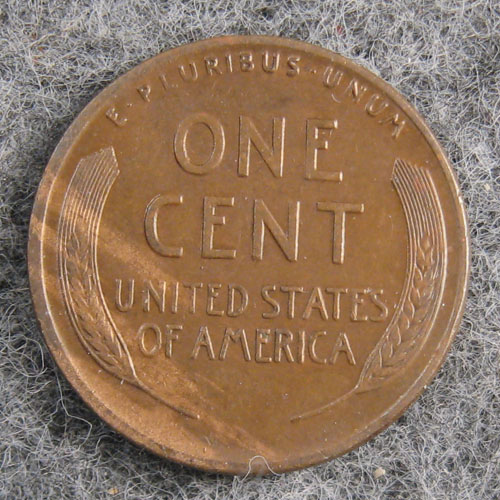 E·PLURIBUS·UNUM
ONE
CENT
UNITED STATES
OF AMERICA